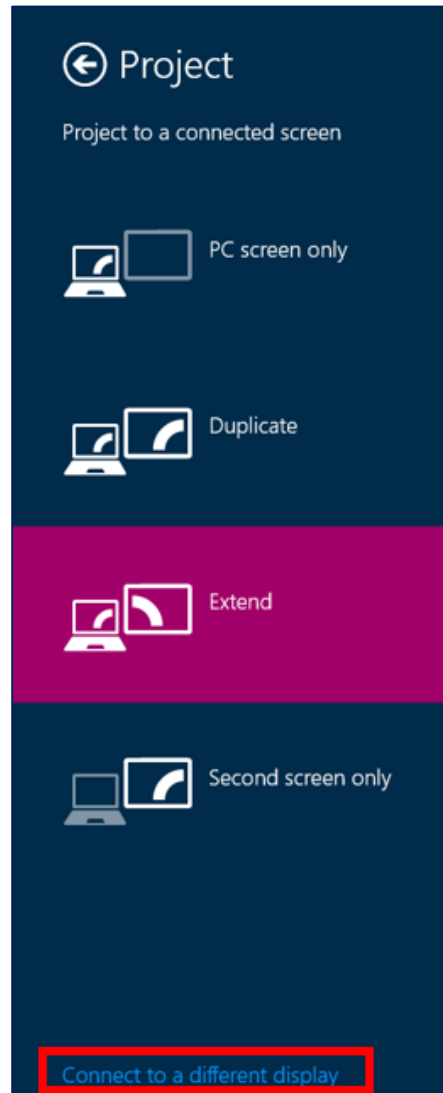 Project
Project to a connected screen
PC screen only
Duplicate
Extend
Second screen only
Connect to a different display